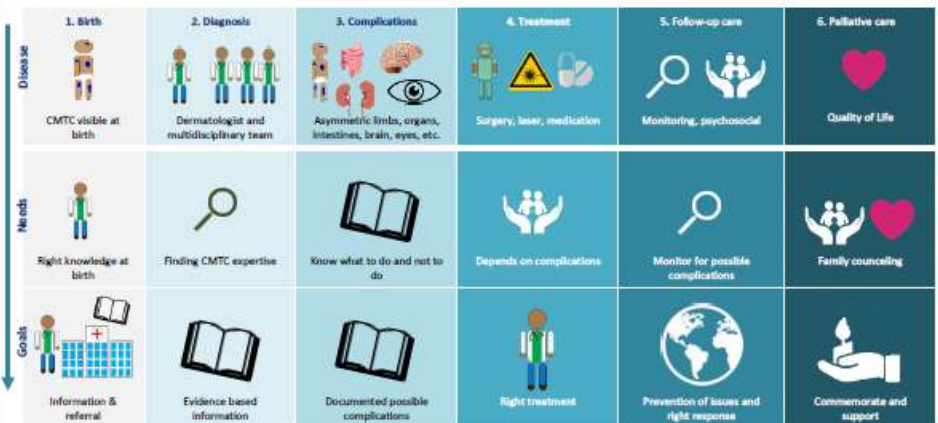 1. Birth
2. Diagnosis
3. Complications
4. Treatment
5. Follow-up care
6. Palliative care
Disease
CMTC visible at
birth
Dermatologist and
multidisciplinary team
Asymmetric limbs, organs,
intestines, brain, eyes, etc.
Surgery, laser, medication
Monitoring, psychosocial
Quality of Life
Needs
Right knowledge at
birth
Finding CMTC expertise
Know what to do and not to
do
Depends on complications
Monitor for possible
complications
Family counceling
Goals
Information &
referral
Evidence based
information
Documented possible
complications
Right treatment
Prevention of issues and
right response
Commemorate and
support